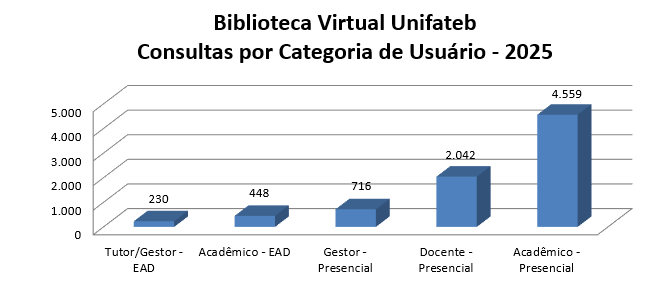 Biblioteca Virtual Unifateb
Consultas por Categoria de Usuário - 2025
5.000
4.000
3.000
2.000
1.000
0
230
448
716
2.042
4.559
Tutor/Gestor -
EAD
Acadêmico - EAD
Gestor -
Presencial
Docente -
Presencial
Acadêmico -
Presencial